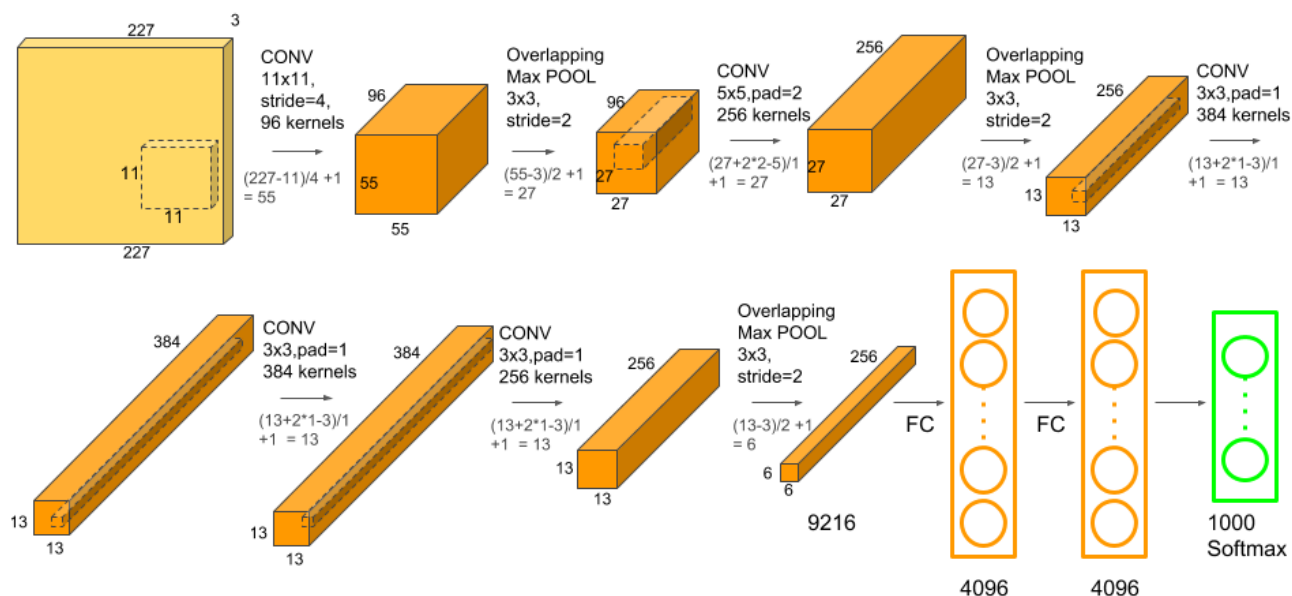 227
3
CONV
11x11,
stride=4,
96 kernels
(227-11)/4 +1
= 55
11
11
227
96
55
55
Overlapping
Max POOL
3x3,
stride=2
(55-3)/2 +1
= 27
96
27
27
CONV
5x5,pad=2
256 kernels
(27+2*2-5)/1
+1 = 27
256
27
27
Overlapping
Max POOL
3x3,
stride=2
(27-3)/2 +1
= 13
256
13
13
CONV
3x3,pad=1
384 kernels
(13+2*1-3)/1
+1 = 13
384
13
13
CONV
3x3,pad=1
384 kernels
(13+2*1-3)/1
+1 = 13
384
13
13
CONV
3x3,pad=1
256 kernels
(13+2*1-3)/1
+1 = 13
256
13
13
Overlapping
Max POOL
3x3,
stride=2
(13-3)/2 +1
= 6
256
6
6
9216
FC
4096
FC
4096
1000
Softmax